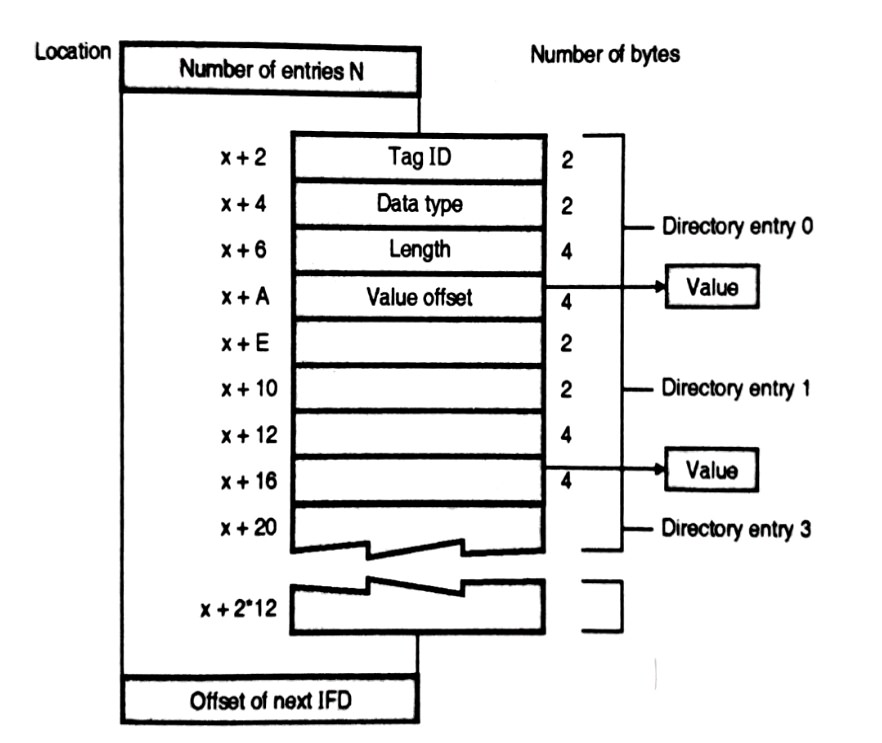 Location
Number of entries N
Number of bytes
x + 2 Tag ID 2
x + 4 Data type 2
Directory entry 0
x + 6 Length 4
Value
x + A Value offset 4
x + E 2
x + 10 2 Directory entry 1
x + 12 4
Value
x + 16 4
x + 20 Directory entry 3
x + 2*12
Offset of next IFD